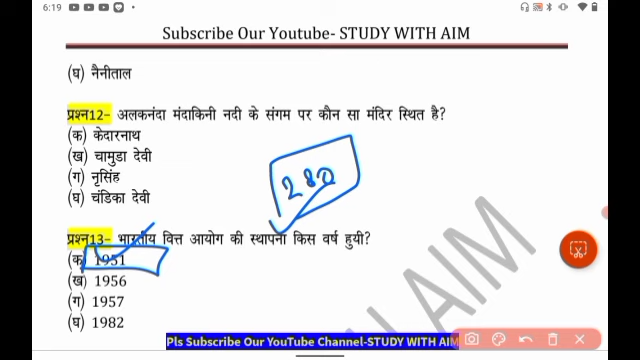 6:19
Subscribe Our Youtube- STUDY WITH AIM
(घ) नैनीताल
प्रश्न12- अलकनंदा मंदाकिनी नदी के संगम पर कौन सा मंदिर स्थित है?
(क) केदारनाथ
(ख) चामुडा देवी
(ग) नृसिंह
(घ) चंडिका देवी
280
प्रश्न13- भारतीय वित्त आयोग की स्थापना किस वर्ष हुयी?
(क) 1951
(ख) 1956
(ग) 1957
(घ) 1982
AIM
Pls Subscribe Our YouTube Channel-STUDY WITH AIM